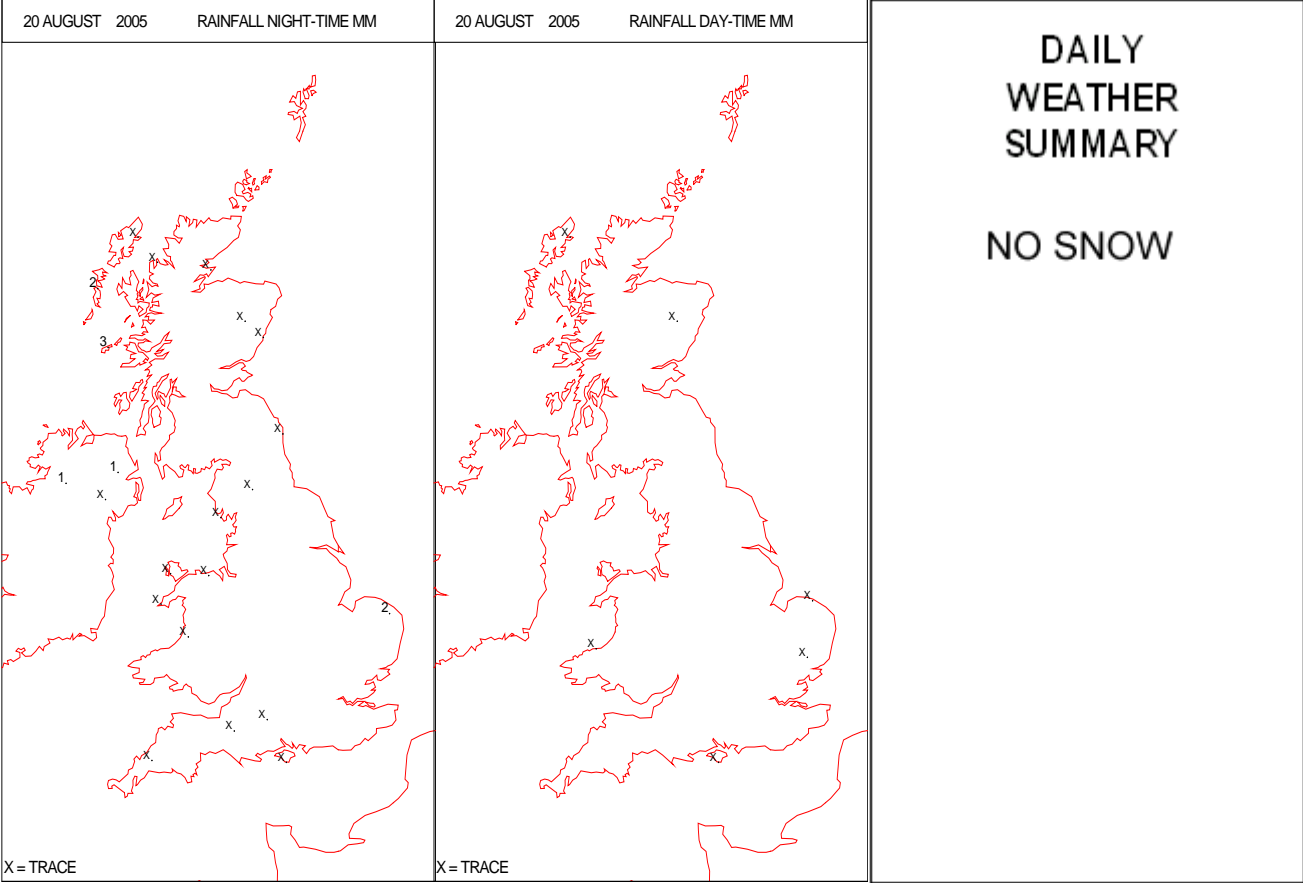 20 AUGUST 2005 RAINFALL NIGHT-TIME MM
X.
X.
X.
2.
X.
X.
3.
X.
1.
1.
X.
X.
X.
X.
X.
X.
2.
X.
X.
X.
X.
X.
X = TRACE
20 AUGUST 2005 RAINFALL DAY-TIME MM
X.
X.
X.
X.
X.
X.
X = TRACE
DAILY
WEATHER
SUMMARY
NO SNOW